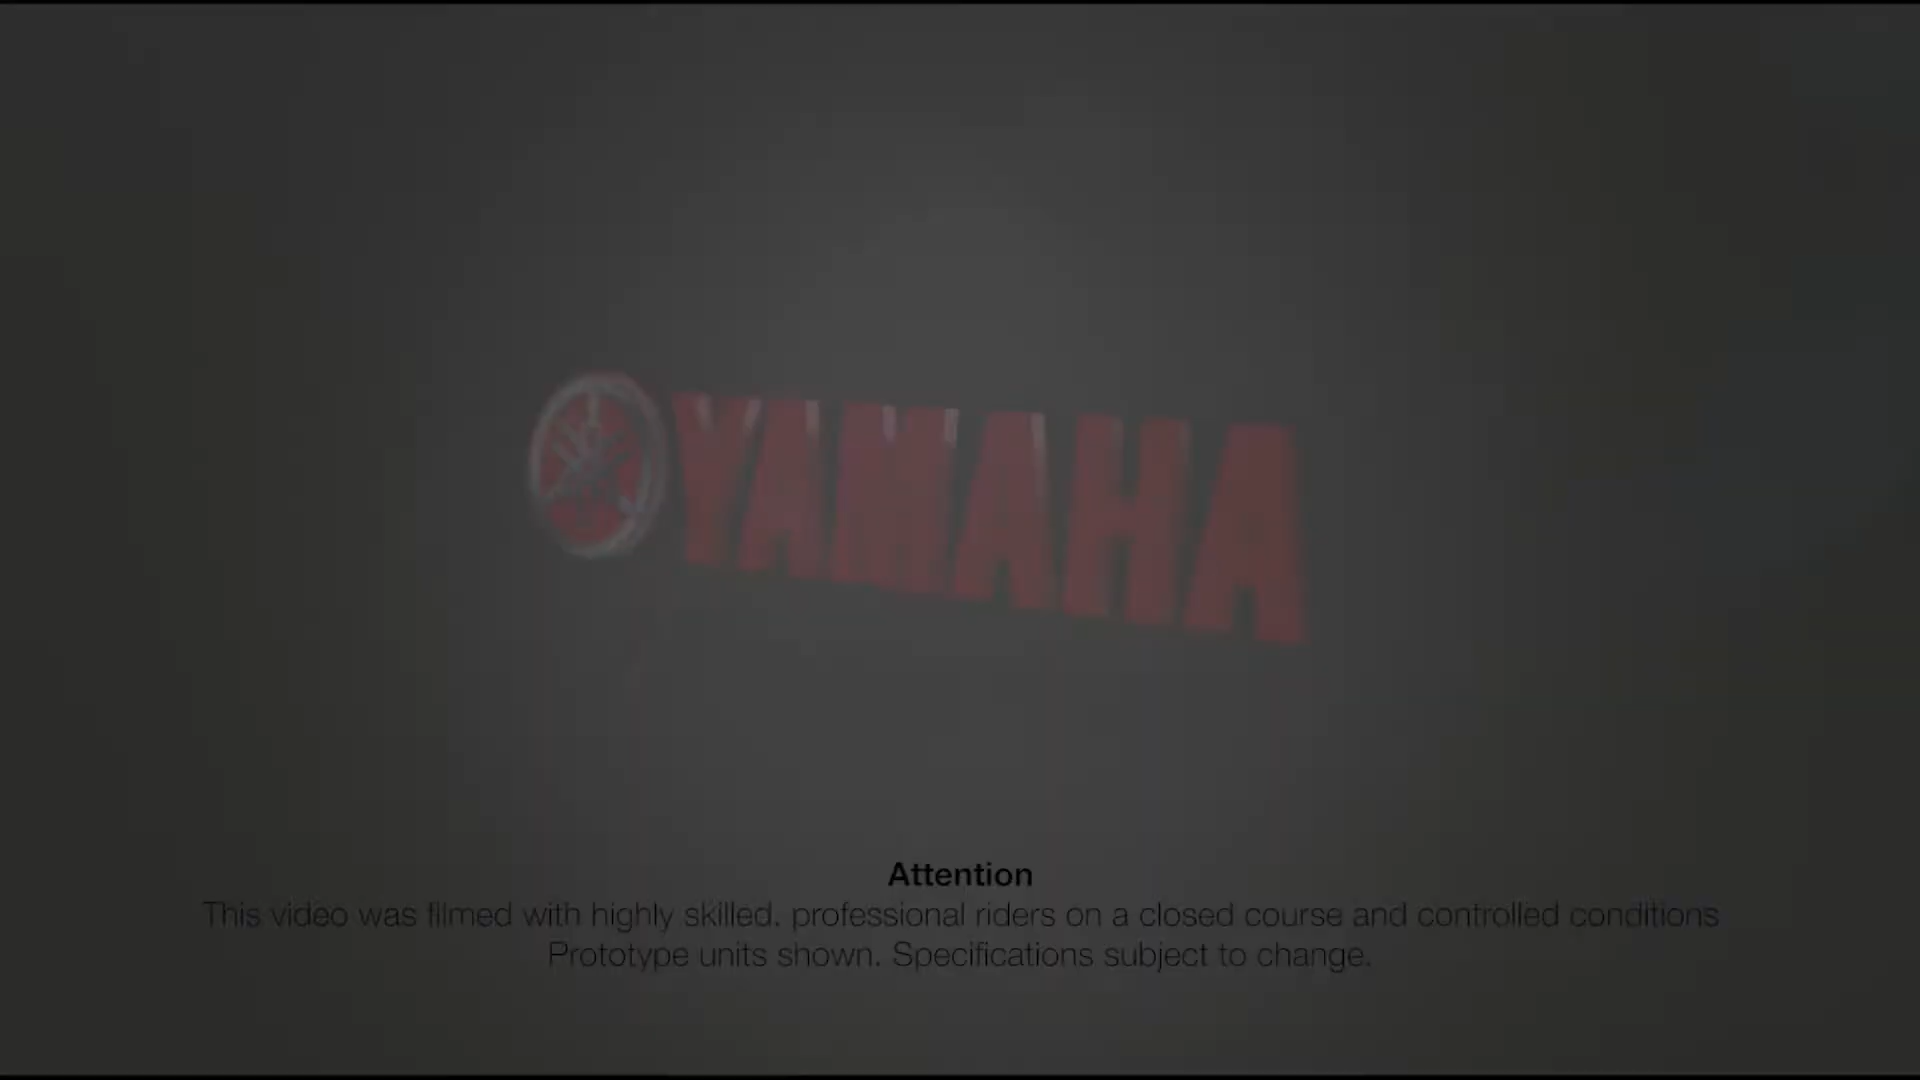 YAMAHA
Attention
This video was filmed with highly skilled. professional riders on a closed course and controlled conditions
Prototype units shown. Specifications subject to change.